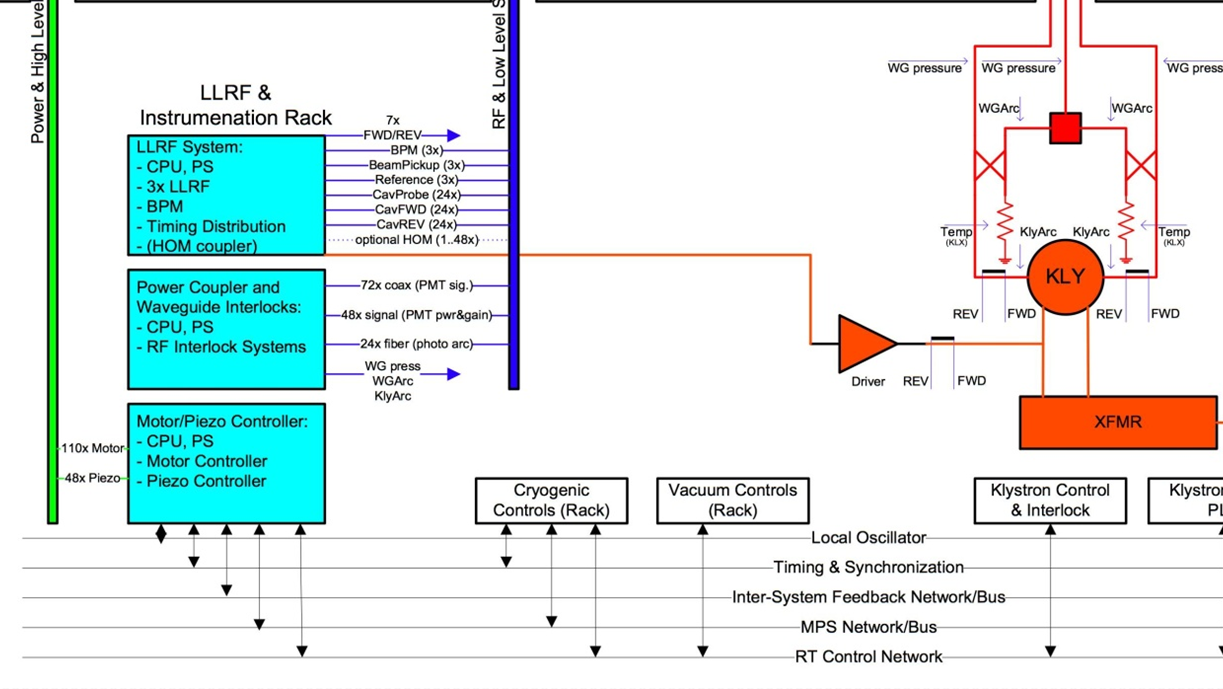 Power & High Level
RF & Low Level S
LLRF &
Instrumenation Rack
LLRF System:
- CPU, PS
- 3x LLRF
- BPM
- Timing Distribution
- (HOM coupler)
7x
FWD/REV
BPM (3x)
BeamPickup (3x)
Reference (3x)
CavProbe (24x)
CavFWD (24x)
CavREV (24x)
optional HOM (1..48x)
Power Coupler and
Waveguide Interlocks:
- CPU, PS
- RF Interlock Systems
72x coax (PMT sig.)
48x signal (PMT pwr&gain)
24x fiber (photo arc)
WG press
WGArc
KlyArc
Motor/Piezo Controller:
- CPU, PS
- Motor Controller
- Piezo Controller
110x Motor
48x Piezo
WG pressure
WG pressure
WG press
WGArc
WGArc
Temp
(KLX)
KlyArc
KlyArc
Temp
(KLX)
KLY
REV
FWD
REV
FWD
Driver
REV
FWD
XFMR
Cryogenic
Controls (Rack)
Vacuum Controls
(Rack)
Klystron Control
& Interlock
Klystron
PL
Local Oscillator
Timing & Synchronization
Inter-System Feedback Network/Bus
MPS Network/Bus
RT Control Network